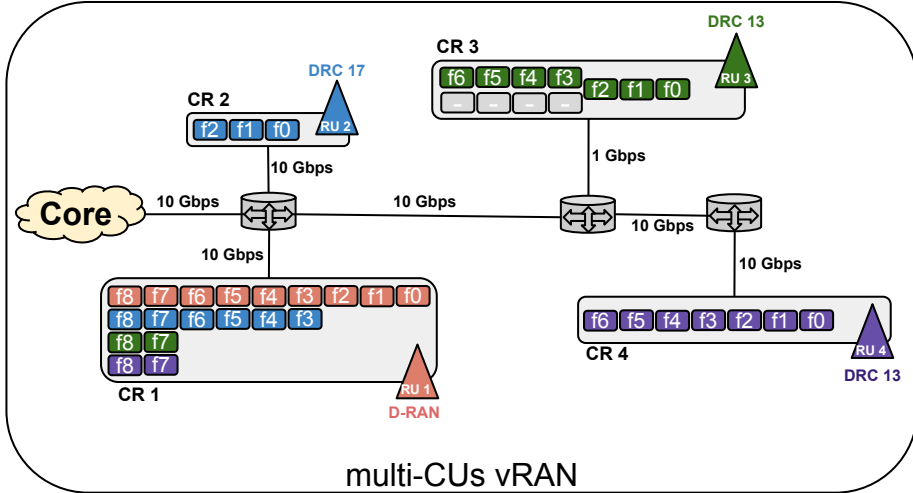 DRC 13
CR 3
f6 f5 f4 f3
f2 f1 f0
- - - -
RU 3
DRC 17
CR 2
f2 f1 f0
RU 2
10 Gbps
1 Gbps
Core
10 Gbps
10 Gbps
10 Gbps
10 Gbps
10 Gbps
f8 f7 f6 f5 f4 f3 f2 f1 f0
f8 f7 f6 f5 f4 f3
f8 f7
f8 f7
RU 1
CR 1
D-RAN
f6 f5 f4 f3 f2 f1 f0
RU 4
CR 4
DRC 13
multi-CUs vRAN